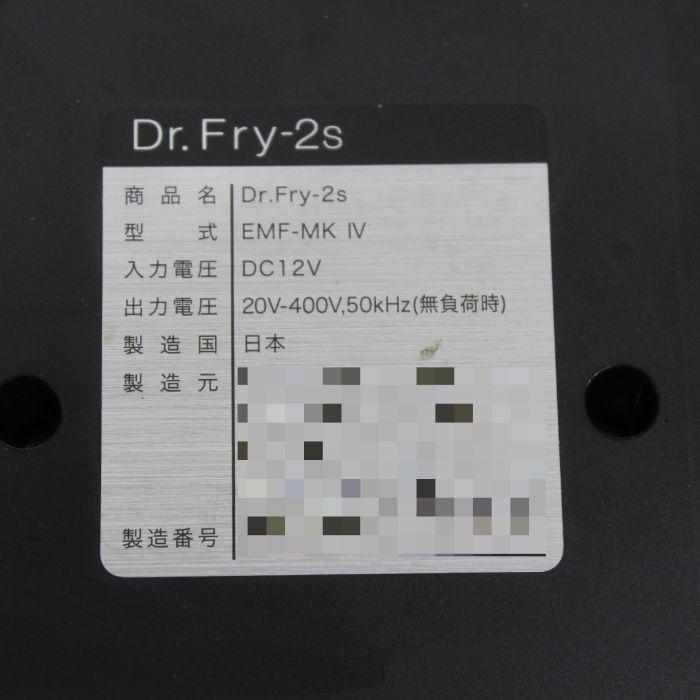 Dr. Fry-2s
商品名 Dr.Fry-2s
型式 EMF-MK IV
入力電圧 DC12V
出力電圧 20V-400V,50kHz(無負荷時)
製造国 日本
製造元
製造番号